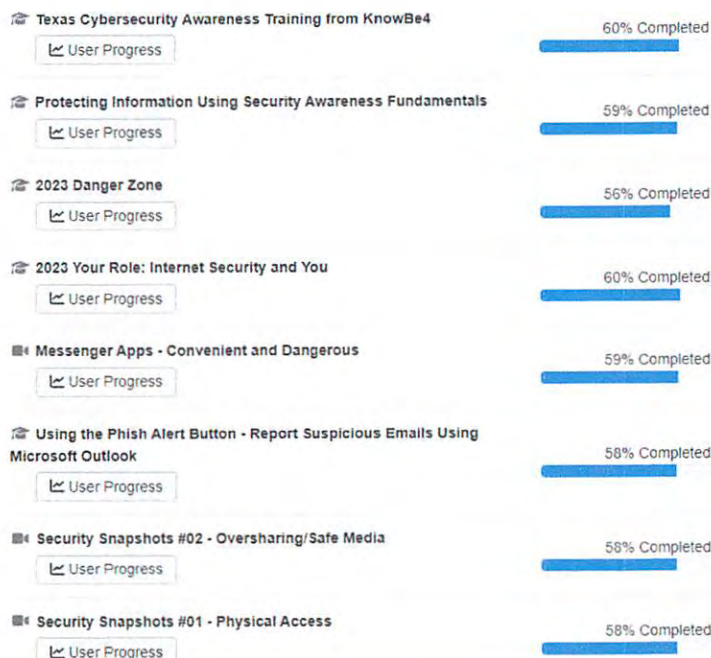 Texas Cybersecurity Awareness Training from KnowBe4
60% Completed
User Progress
Protecting Information Using Security Awareness Fundamentals
59% Completed
User Progress
2023 Danger Zone
56% Completed
User Progress
2023 Your Role: Internet Security and You
60% Completed
User Progress
Messenger Apps - Convenient and Dangerous
59% Completed
User Progress
Using the Phish Alert Button - Report Suspicious Emails Using
Microsoft Outlook
58% Completed
User Progress
Security Snapshots #02 - Oversharing/Safe Media
58% Completed
User Progress
Security Snapshots #01 - Physical Access
58% Completed
User Progress